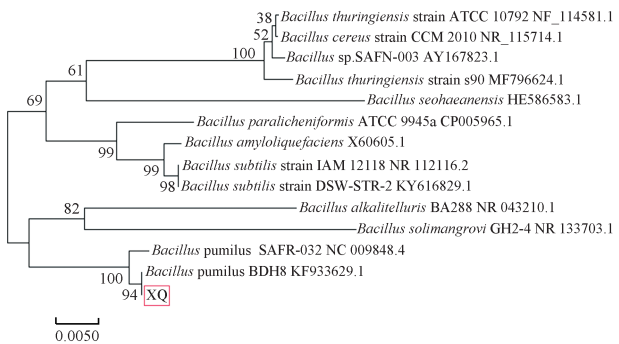 38
Bacillus thuringiensis strain ATCC 10792 NF_114581.1
52
Bacillus cereus strain CCM 2010 NR_115714.1
100
Bacillus sp.SAFN-003 AY167823.1
61
Bacillus thuringiensis strain s90 MF796624.1
69
Bacillus seohaeanensis HE586583.1
Bacillus paralicheniformis ATCC 9945a CP005965.1
99
Bacillus amyloliquefaciens X60605.1
99
Bacillus subtilis strain IAM 12118 NR 112116.2
98
Bacillus subtilis strain DSW-STR-2 KY616829.1
82
Bacillus alkalitelluris BA288 NR 043210.1
Bacillus solimangrovi GH2-4 NR 133703.1
Bacillus pumilus SAFR-032 NC 009848.4
100
Bacillus pumilus BDH8 KF933629.1
94
XQ
0.0050